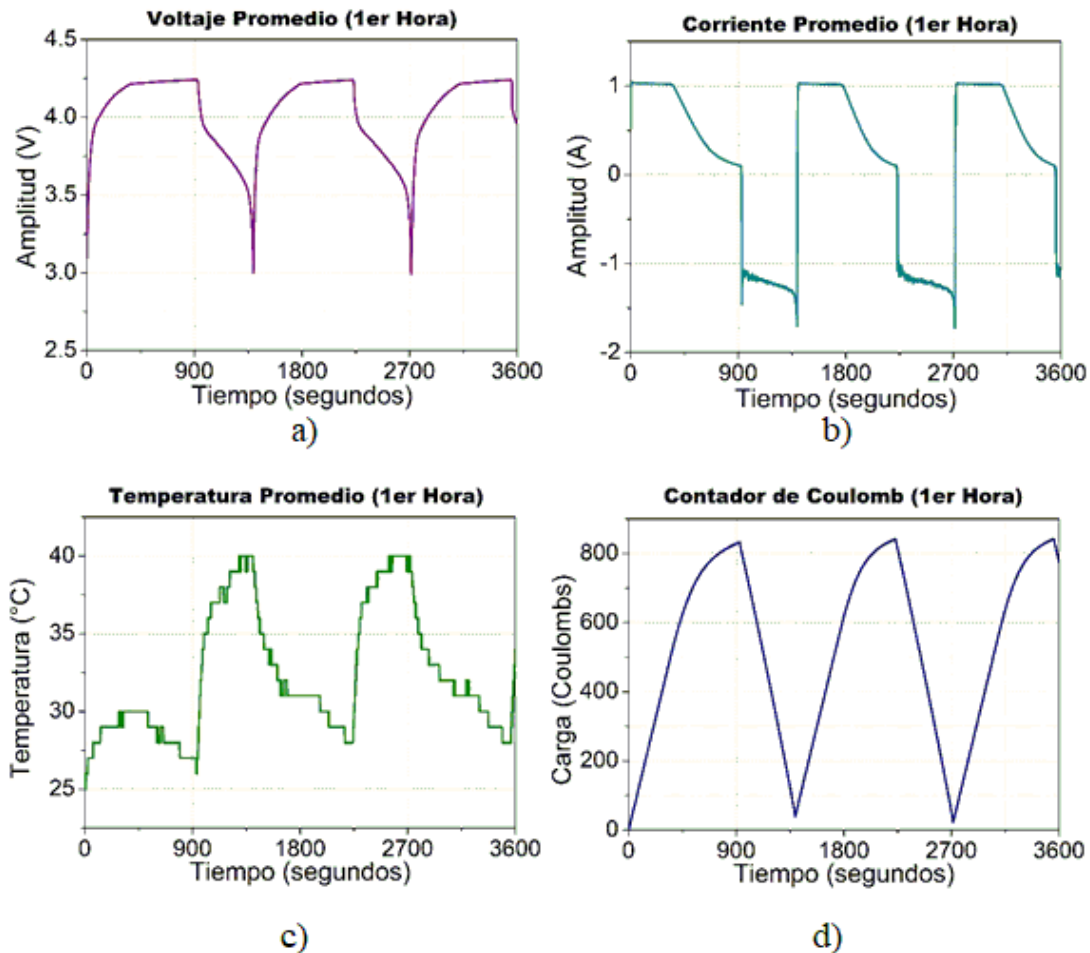 Voltaje Promedio (1er Hora)
4.5
4.0
3.5
3.0
2.5
Amplitud (V)
0 900 1800 2700 3600
Tiempo (segundos)
a)
Corriente Promedio (1er Hora)
1
0
-1
-2
Amplitud (A)
0 900 1800 2700 3600
Tiempo (segundos)
b)
Temperatura Promedio (1er Hora)
40
35
30
25
Temperatura (°C)
0 900 1800 2700 3600
Tiempo (segundos)
c)
Contador de Coulomb (1er Hora)
800
600
400
200
0
Carga (Coulombs)
0 900 1800 2700 3600
Tiempo (segundos)
d)